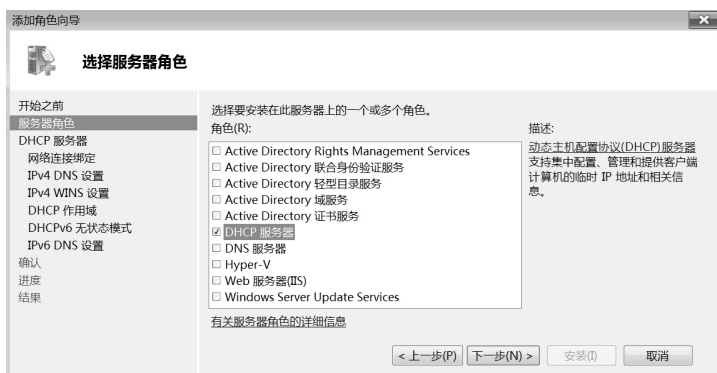 添加角色向导
选择服务器角色
开始之前
服务器角色
DHCP 服务器
网络连接绑定
IPv4 DNS 设置
IPv4 WINS 设置
DHCP 作用域
DHCPv6 无状态模式
IPv6 DNS 设置
确认
进度
结果
选择要安装在此服务器上的一个或多个角色。
角色(R):
Active Directory Rights Management Services
Active Directory 联合身份验证服务
Active Directory 轻型目录服务
Active Directory 域服务
Active Directory 证书服务
DHCP 服务器
DNS 服务器
Hyper-V
Web 服务器(IIS)
Windows Server Update Services
有关服务器角色的详细信息
描述:
动态主机配置协议(DHCP)服务器
支持集中配置、管理和提供客户端
计算机的临时 IP 地址和相关信
息。
< 上一步(P) 下一步(N) > 安装(I) 取消